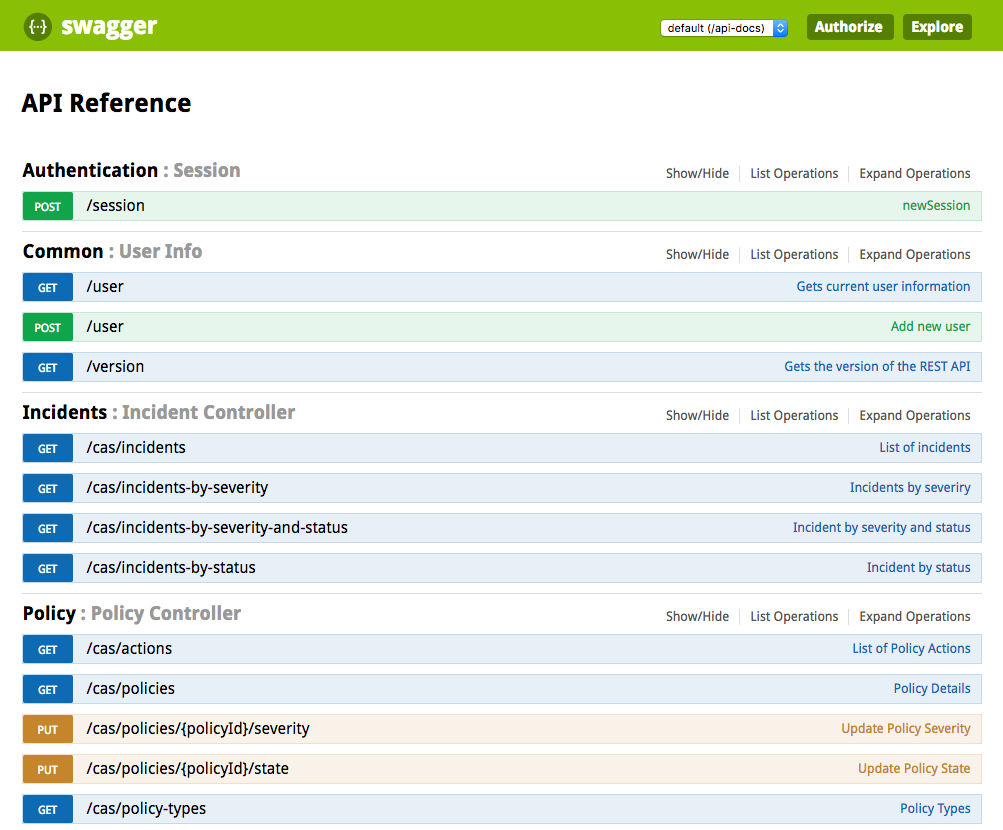 {···} swagger default (/api-docs) Authorize Explore
API Reference
Authentication : Session Show/Hide List Operations Expand Operations
POST /session newSession
Common : User Info Show/Hide List Operations Expand Operations
GET /user Gets current user information
POST /user Add new user
GET /version Gets the version of the REST API
Incidents : Incident Controller Show/Hide List Operations Expand Operations
GET /cas/incidents List of incidents
GET /cas/incidents-by-severity Incidents by severiry
GET /cas/incidents-by-severity-and-status Incident by severity and status
GET /cas/incidents-by-status Incident by status
Policy : Policy Controller Show/Hide List Operations Expand Operations
GET /cas/actions List of Policy Actions
GET /cas/policies Policy Details
PUT /cas/policies/{policyId}/severity Update Policy Severity
PUT /cas/policies/{policyId}/state Update Policy State
GET /cas/policy-types Policy Types